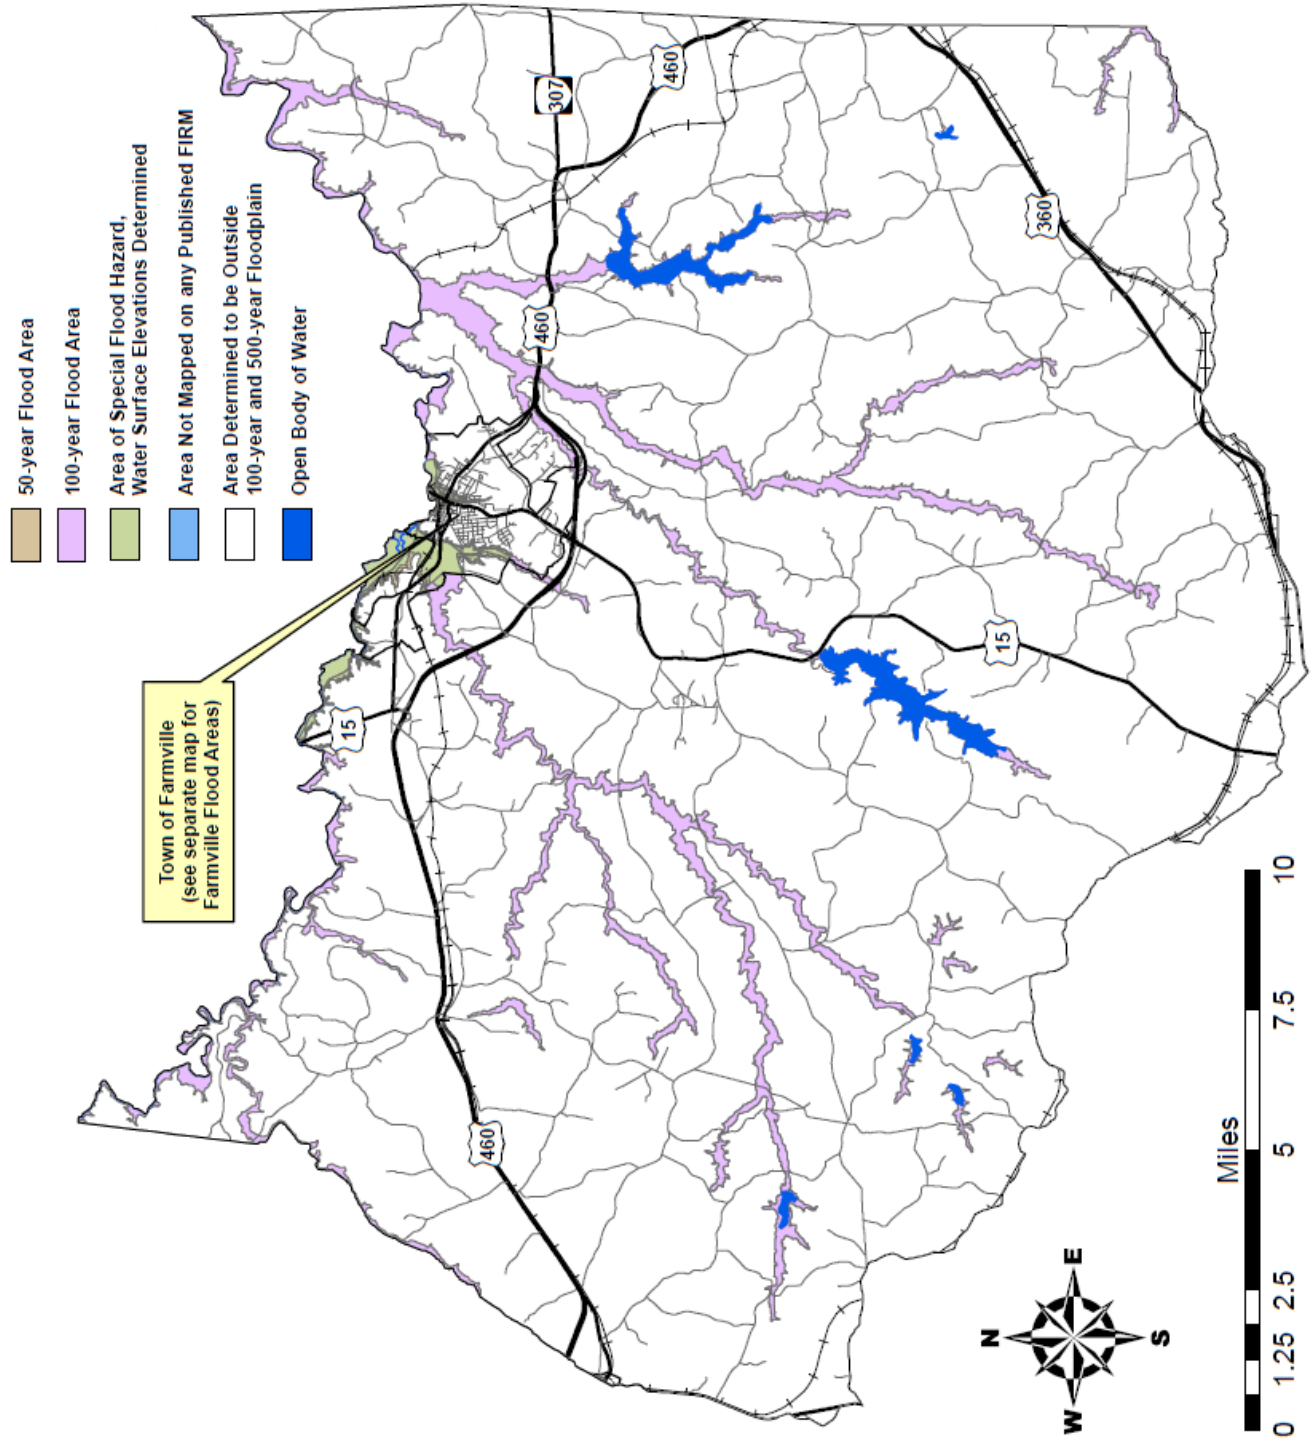 50-year Flood Area
100-year Flood Area
Area of Special Flood Hazard,
Water Surface Elevations Determined
Area Not Mapped on any Published FIRM
Area Determined to be Outside
100-year and 500-year Floodplain
Open Body of Water
Town of Farmville
(see separate map for
Farmville Flood Areas)
307
460
460
360
15
15
460
N
W E
S
Miles
0 1.25 2.5 5 7.5 10